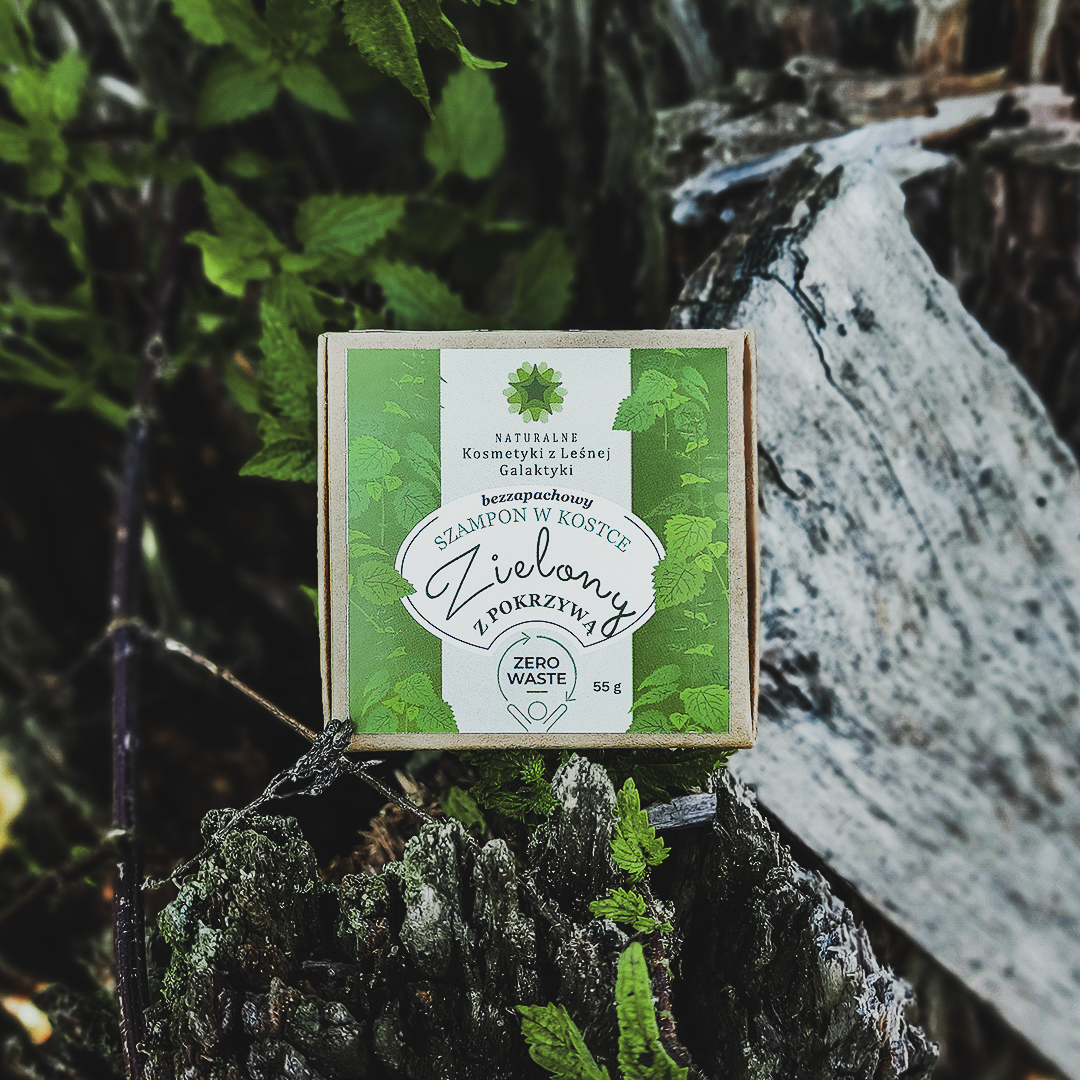 NATURALNE
Kosmetyki z Leśnej
Galaktyki
bezzapachowy
SZAMPON W KOSTCE
Zielony
Z POKRZYWĄ
ZERO
WASTE
55 g